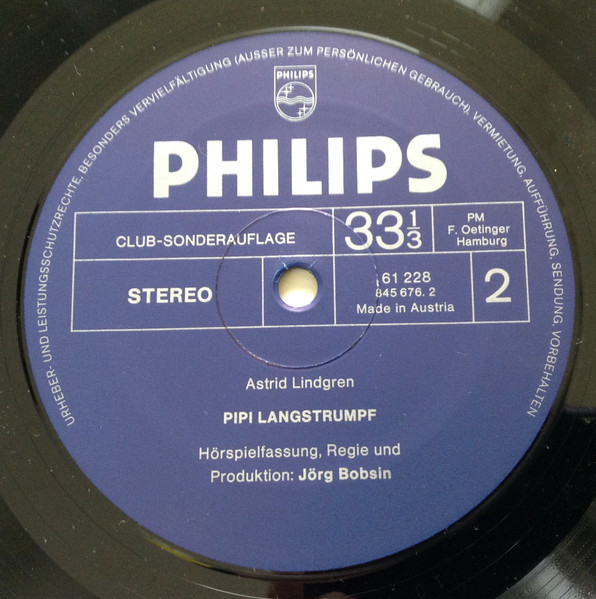 URHEBER- UND LEISTUNGSSCHUTZRECHTE, BESONDERS VERVIELFÄLTIGUNG (AUSSER ZUM PERSÖNLICHEN GEBRAUCH), VERMIETUNG, AUFFÜHRUNG, SENDUNG, VORBEHALTEN
PHILIPS
PHILIPS
CLUB-SONDERAUFLAGE
33 1/3
PM
F. Oetinger
Hamburg
STEREO
61 228
845 676. 2
Made in Austria
2
Astrid Lindgren
PIPI LANGSTRUMPF
Hörspielfassung, Regie und
Produktion: Jörg Bobsin